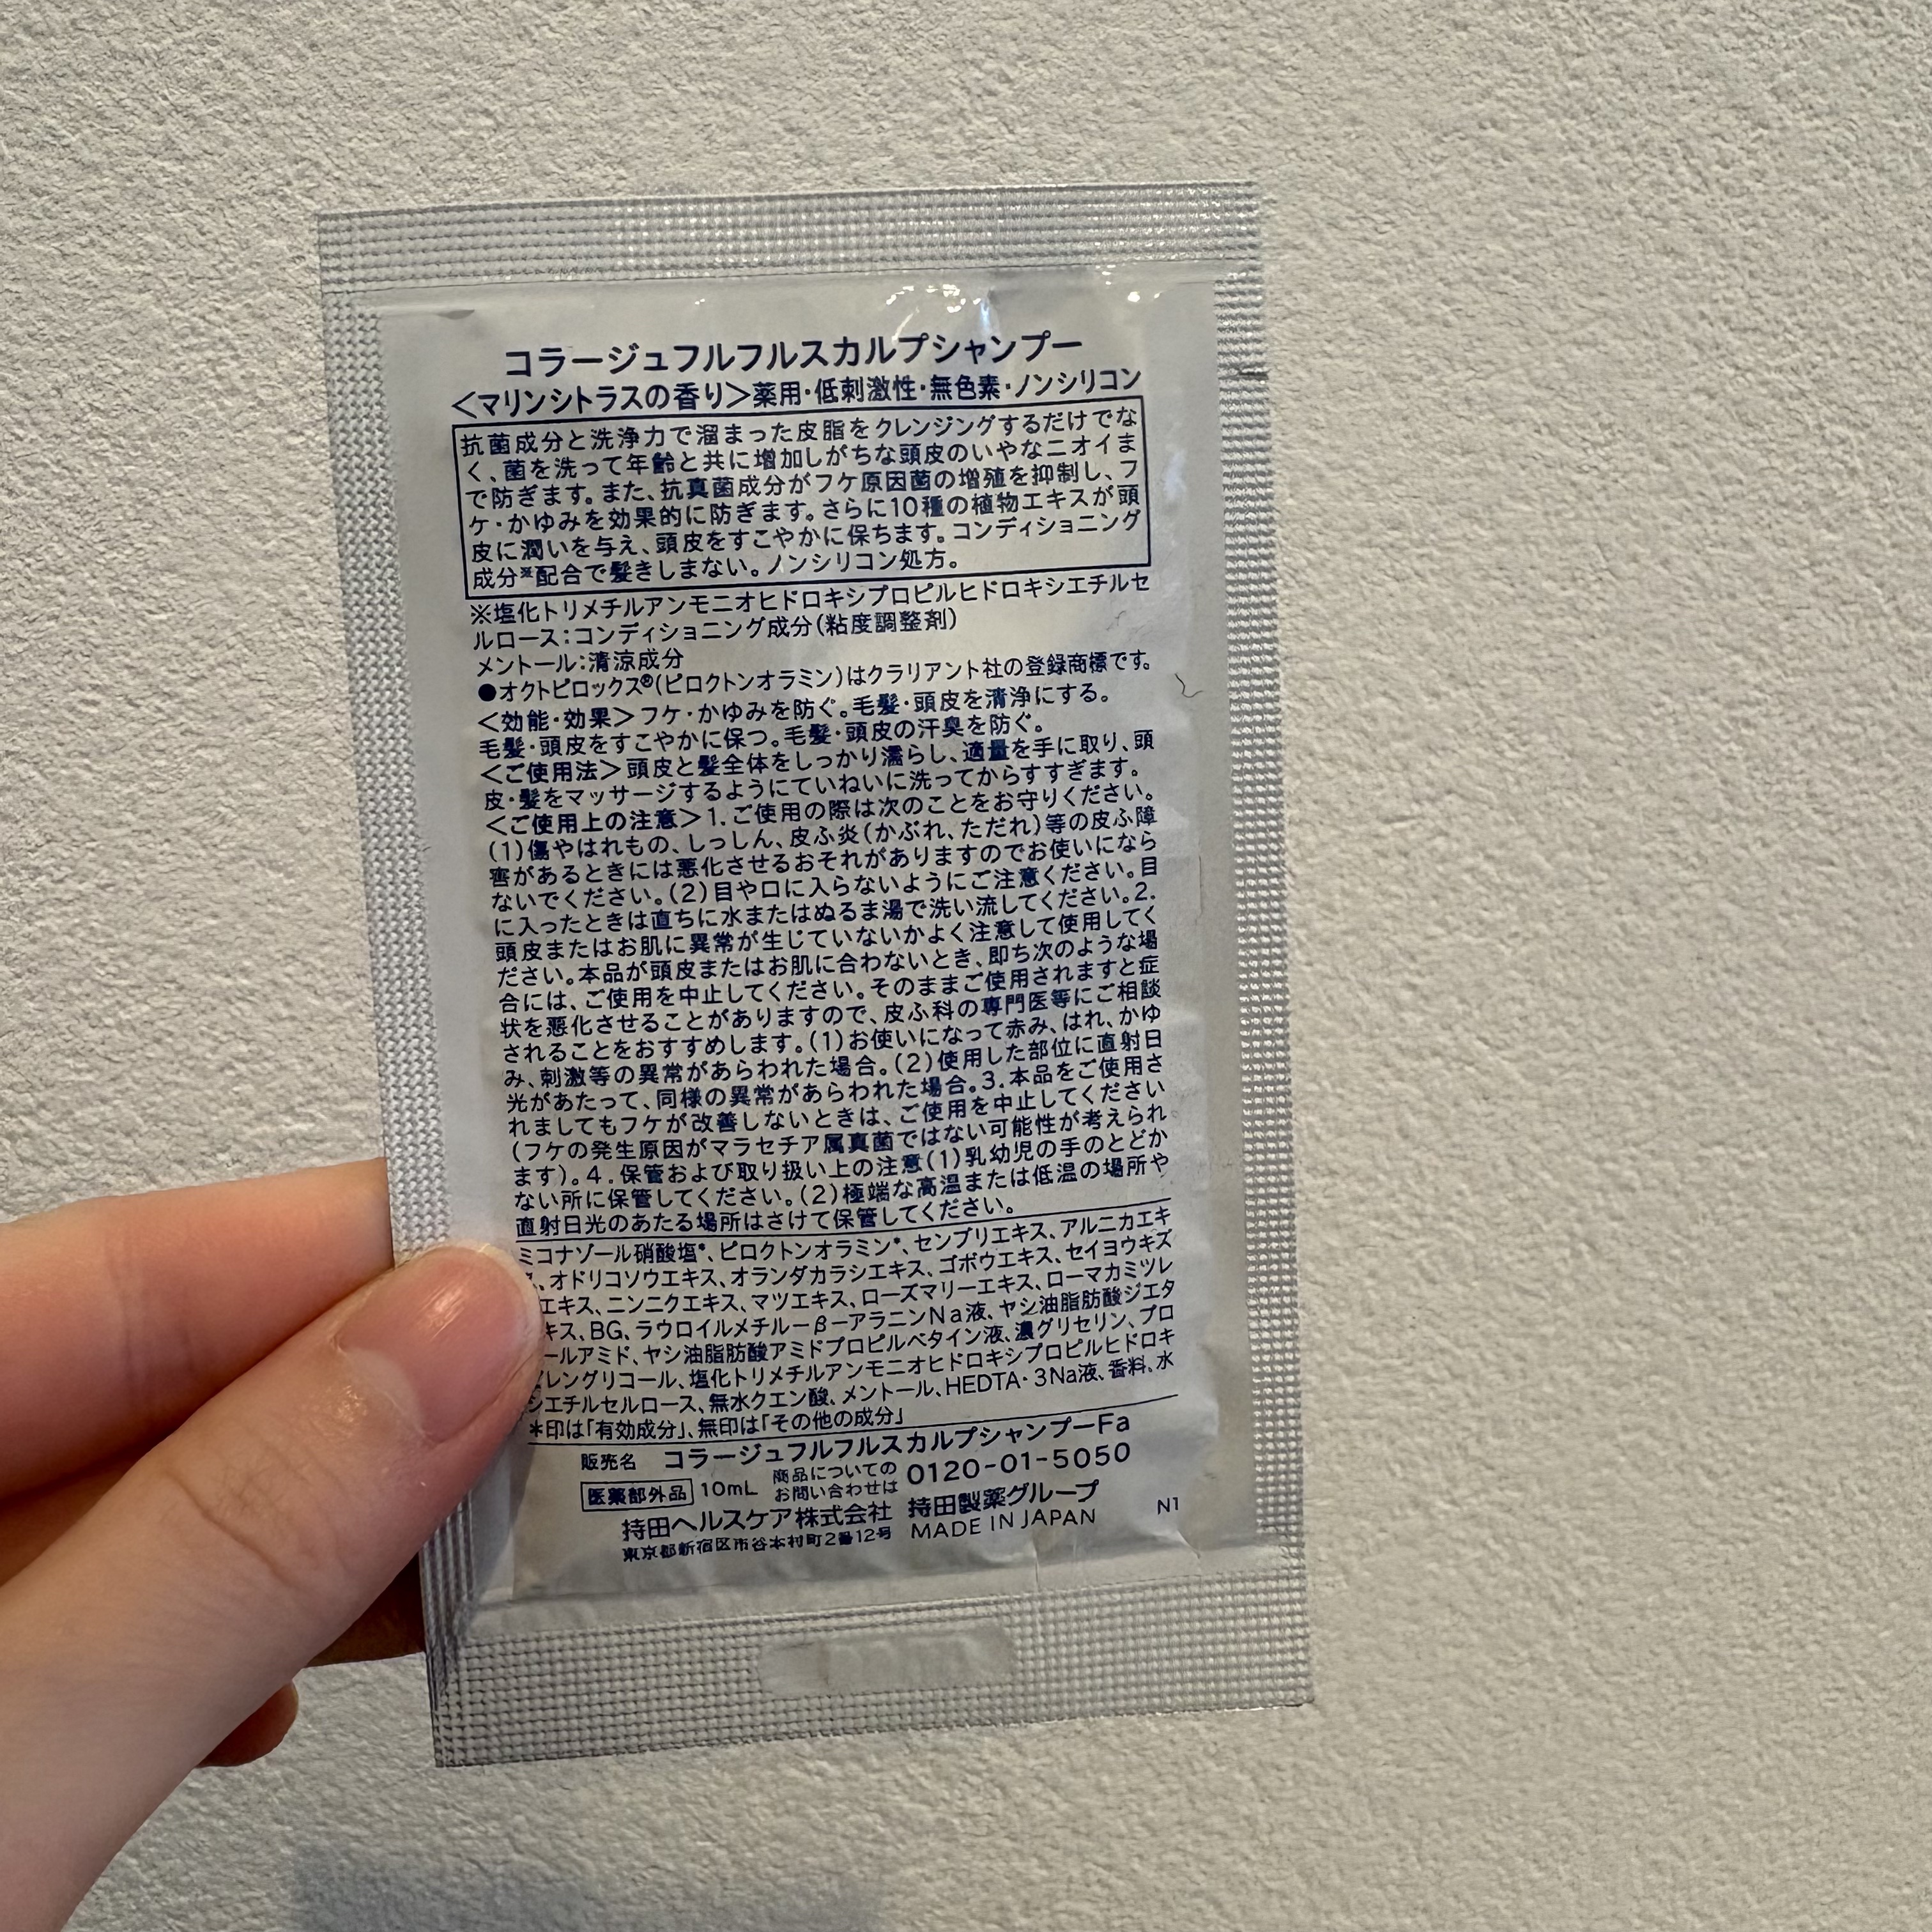 コラージュフルフルスカルプシャンプー
＜マリンシトラスの香り＞薬用・低刺激性・無色素・ノンシリコン
抗菌成分と洗浄力で溜まった皮脂をクレンジングするだけでな
く、菌を洗って年齢と共に増加しがちな頭皮のいやなニオイま
で防ぎます。また、抗真菌成分がフケ原因菌の増殖を抑制し、フ
ケ・かゆみを効果的に防ぎます。さらに10種の植物エキスが頭
皮に潤いを与え、頭皮をすこやかに保ちます。コンディショニング
成分※配合で髪きしまない。ノンシリコン処方。
※塩化トリメチルアンモニオヒドロキシプロピルヒドロキシエチルセ
ルロース：コンディショニング成分（粘度調整剤）
メントール：清涼成分
●オクトピロックス®（ピロクトンオラミン）はクラリアント社の登録商標です。
＜効能・効果＞フケ・かゆみを防ぐ。毛髪・頭皮を清浄にする。
毛髪・頭皮をすこやかに保つ。毛髪・頭皮の汗臭を防ぐ。
＜ご使用法＞頭皮と髪全体をしっかり濡らし、適量を手に取り、頭
皮・髪をマッサージするようにていねいに洗ってからすすぎます。
＜ご使用上の注意＞1．ご使用の際は次のことをお守りください。
（1）傷やはれもの、しっしん、皮ふ炎（かぶれ、ただれ）等の皮ふ障
害があるときには悪化させるおそれがありますのでお使いになら
ないでください。（2）目や口に入らないようにご注意ください。目
に入ったときは直ちに水またはぬるま湯で洗い流してください。2．
頭皮またはお肌に異常が生じていないかよく注意して使用してく
ださい。本品が頭皮またはお肌に合わないとき、即ち次のような場
合には、ご使用を中止してください。そのままご使用されますと症
状を悪化させることがありますので、皮ふ科の専門医等にご相談
されることをおすすめします。（1）お使いになって赤み、はれ、かゆ
み、刺激等の異常があらわれた場合。（2）使用した部位に直射日
光があたって、同様の異常があらわれた場合。3．本品をご使用さ
れましてもフケが改善しないときは、ご使用を中止してください
（フケの発生原因がマラセチア属真菌ではない可能性が考えられ
ます）。4．保管および取り扱い上の注意（1）乳幼児の手のとどか
ない所に保管してください。（2）極端な高温または低温の場所や
直射日光のあたる場所はさけて保管してください。
ミコナゾール硝酸塩*、ピロクトンオラミン*、センブリエキス、アルニカエキ
ス、オドリコソウエキス、オランダカラシエキス、ゴボウエキス、セイヨウキズ
エキス、ニンニクエキス、マツエキス、ローズマリーエキス、ローマカミツレ
キス、BG、ラウロイルメチル－β－アラニンNa液、ヤシ油脂肪酸ジエタ
ールアミド、ヤシ油脂肪酸アミドプロピルベタイン液、濃グリセリン、プロ
ピレングリコール、塩化トリメチルアンモニオヒドロキシプロピルヒドロキ
シエチルセルロース、無水クエン酸、メントール、HEDTA・3Na液、香料、水
＊印は「有効成分」、無印は「その他の成分」
販売名 コラージュフルフルスカルプシャンプーFa
医薬部外品 10mL 商品についてのお問い合わせは 0120-01-5050
持田ヘルスケア株式会社 持田製薬グループ
東京都新宿区市谷本村町2番12号 MADE IN JAPAN N1